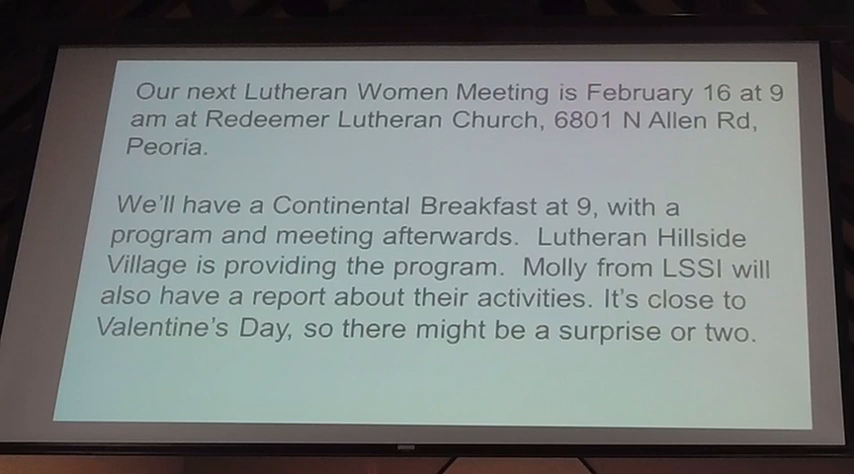 Our next Lutheran Women Meeting is February 16 at 9
am at Redeemer Lutheran Church, 6801 N Allen Rd,
Peoria.
We'll have a Continental Breakfast at 9, with a
program and meeting afterwards.  Lutheran Hillside
Village is providing the program.  Molly from LSSI will
also have a report about their activities. It's close to
Valentine's Day, so there might be a surprise or two.